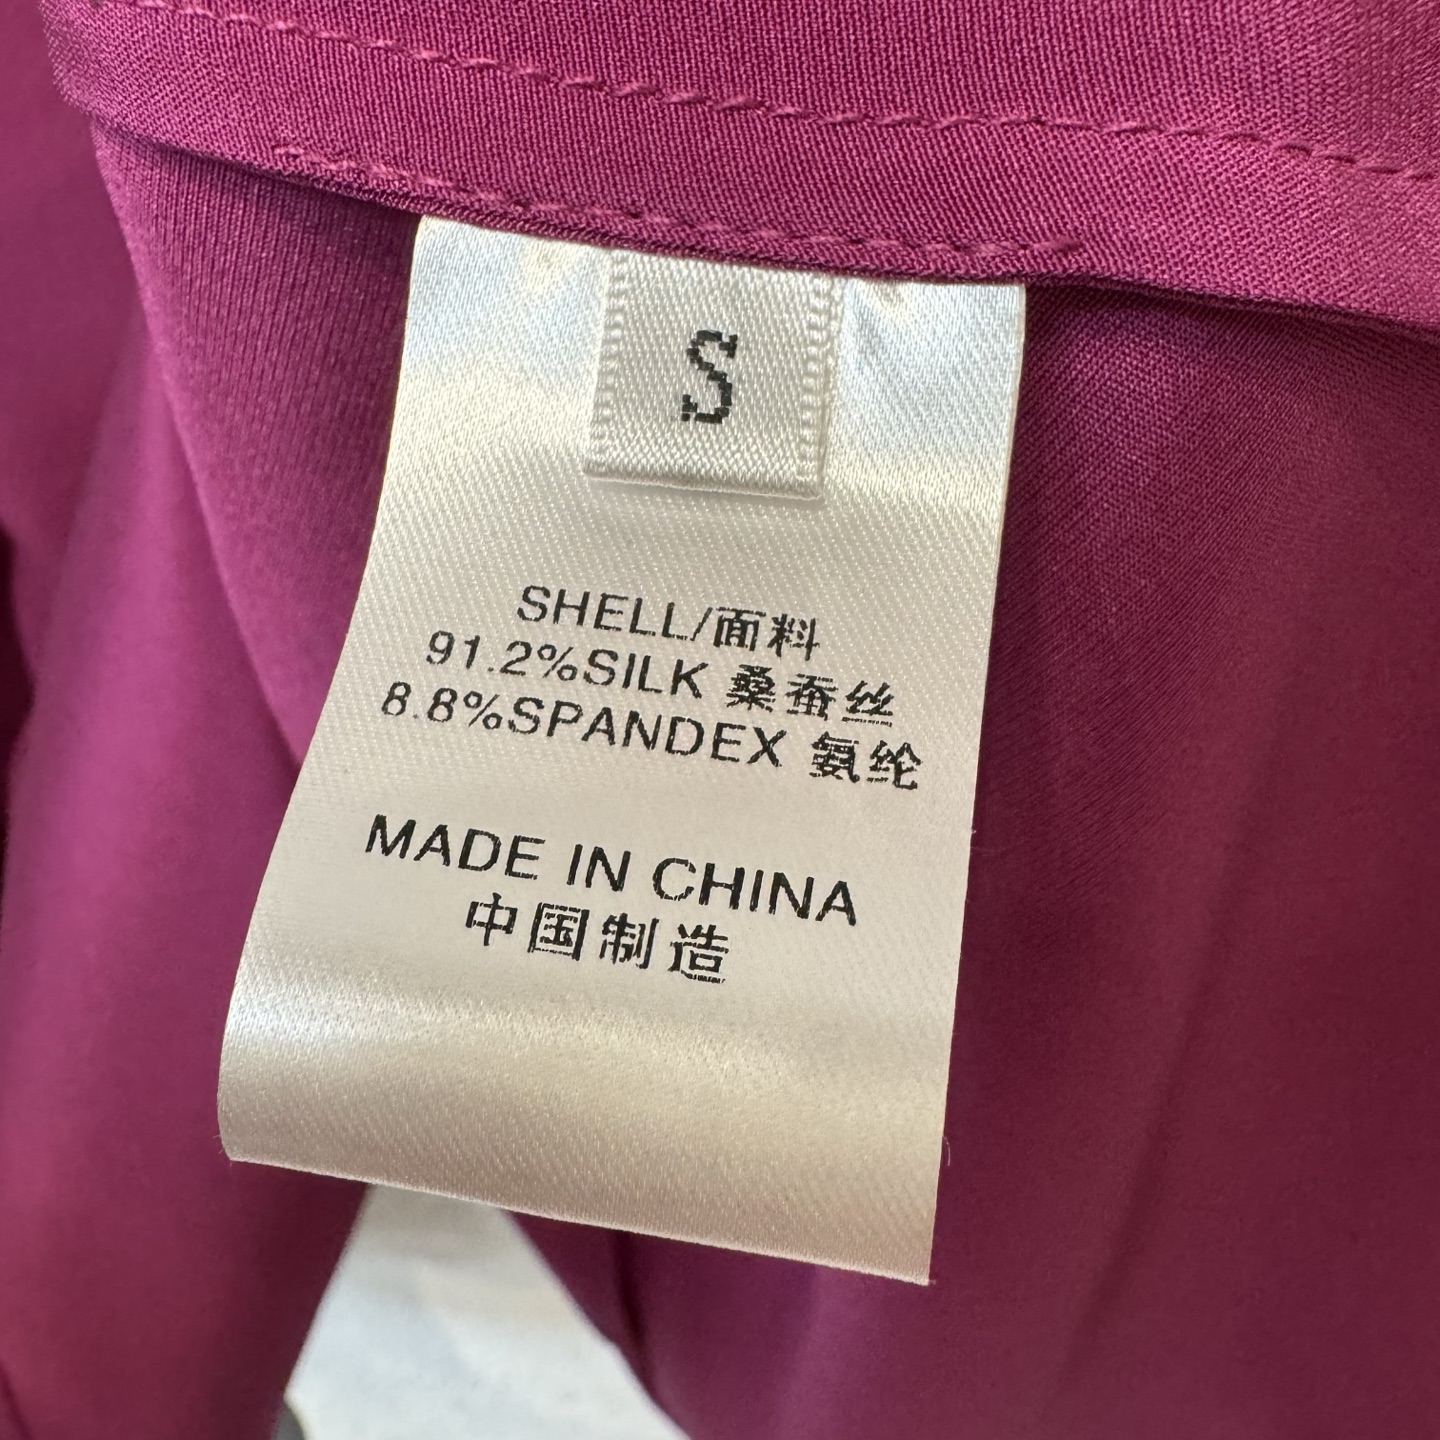 S
SHELL/面料
91.2%SILK 桑蚕丝
8.8%SPANDEX 氨纶
MADE IN CHINA
中国制造